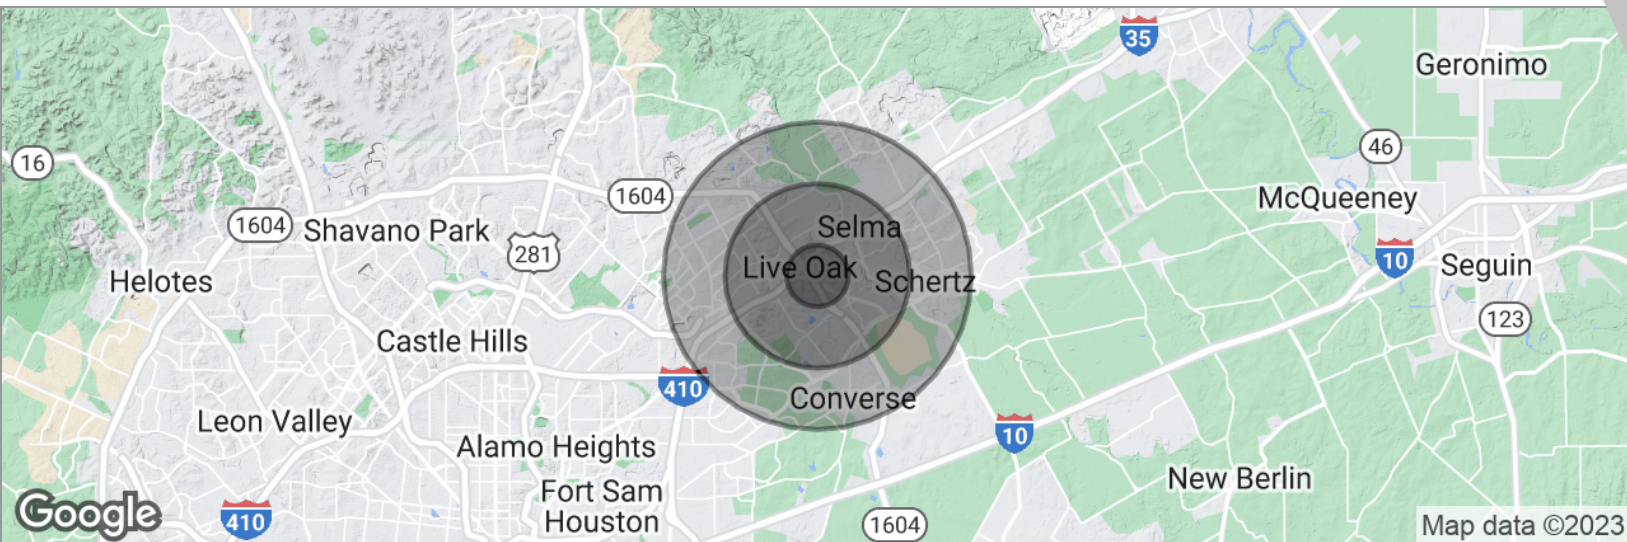 35
Geronimo
46
16
1604
McQueeney
1604
Shavano Park
Selma
281
10
Live Oak
Seguin
Helotes
Schertz
123
Castle Hills
410
Converse
Leon Valley
10
Alamo Heights
New Berlin
Fort Sam
Houston
Google
410
1604
Map data ©2023